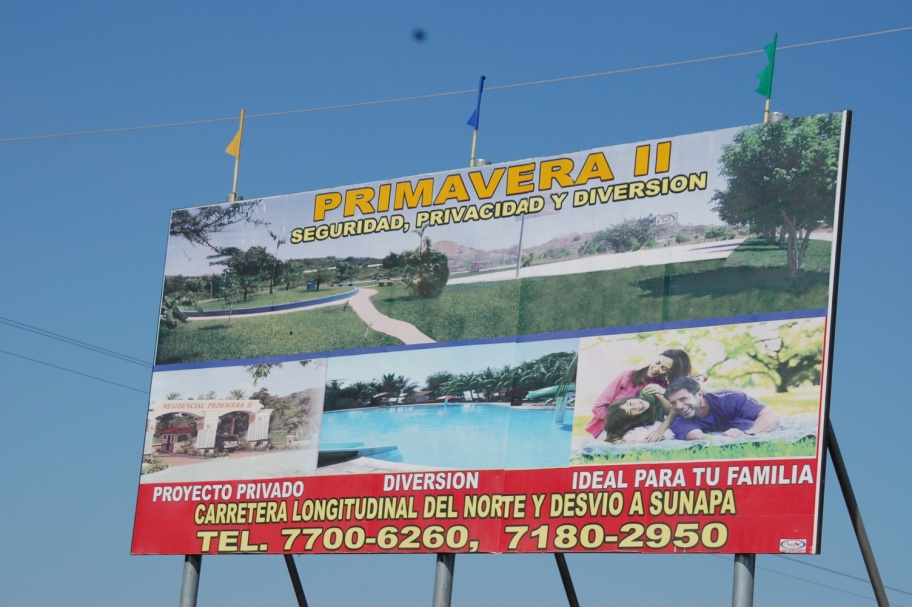 PRIMAVERA II
SEGURIDAD, PRIVACIDAD Y DIVERSION
RESIDENCIAL PRIMAVERA II
PROYECTO PRIVADO
DIVERSION
IDEAL PARA TU FAMILIA
CARRETERA LONGITUDINAL DEL NORTE Y DESVIO A SUNAPA
TEL. 7700-6260, 7180-2950